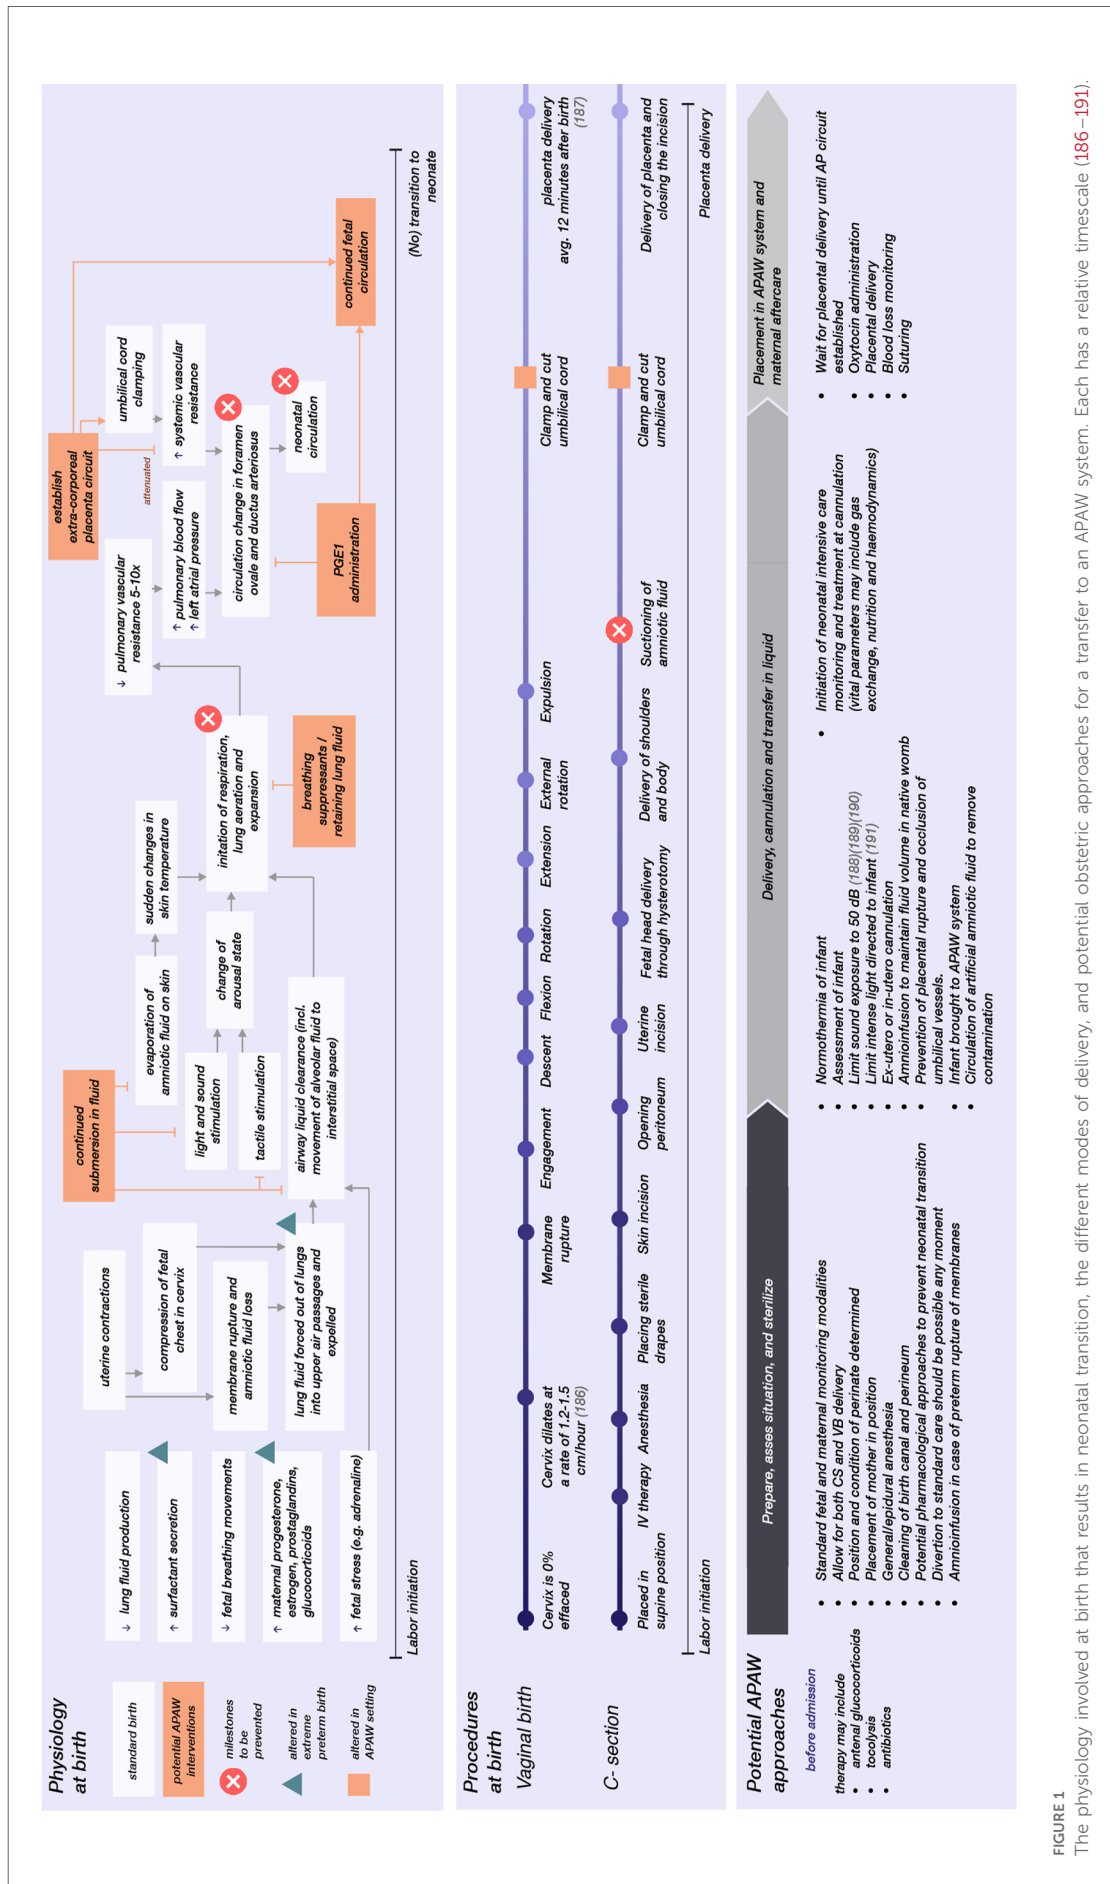 Physiology
at birth
standard birth
potential APAW
interventions
milestones
to be
prevented
altered in
extreme
preterm birth
altered in
APAW setting
↓ lung fluid production
↑ surfactant secretion
↓ fetal breathing movements
↑ maternal progesterone,
estrogen, prostaglandins,
glucocorticoids
↑ fetal stress (e.g. adrenaline)
uterine contractions
compression of fetal
chest in cervix
membrane rupture and
amniotic fluid loss
lung fluid forced out of lungs
into upper air passages and
expelled
continued
submersion in fluid
evaporation of
amniotic fluid on skin
light and sound
stimulation
tactile stimulation
airway liquid clearance (incl.
movement of alveolar fluid to
interstitial space)
sudden changes in
skin temperature
change of
arousal state
initation of respiration,
lung aeration and
expansion
breathing
suppressants /
retaining lung fluid
establish
extra-corporeal
placenta circuit
↓ pulmonary vascular
resistance 5-10x
↑ pulmonary blood flow
↑ left atrial pressure
attenuated
umbilical cord
clamping
↑ systemic vascular
resistance
circulation change in foramen
ovale and ductus arteriosus
neonatal
circulation
PGE1
administration
continued fetal
circulation
Labor initiation
(No) transition to
neonate
Procedures
at birth
Vaginal birth
Cervix is 0%
effaced
Cervix dilates at
a rate of 1.2-1.5
cm/hour (186)
Membrane
rupture
Engagement
Descent
Flexion
Rotation
Extension
External
rotation
Expulsion
Clamp and cut
umbilical cord
placenta delivery
avg. 12 minutes after birth
(187)
C- section
Placed in
supine position
IV therapy
Anesthesia
Placing sterile
drapes
Skin incision
Opening
peritoneum
Uterine
incision
Fetal head delivery
through hysterotomy
Delivery of shoulders
and body
Suctioning of
amniotic fluid
Clamp and cut
umbilical cord
Delivery of placenta and
closing the incision
Labor initiation
Placenta delivery
Potential APAW
approaches
before admission
therapy may include
• antenal glucocorticoids
• tocolysis
• antibiotics
Prepare, asses situation, and sterilize
• Standard fetal and maternal monitoring modalities
• Allow for both CS and VB delivery
• Position and condition of perinate determined
• Placement of mother in position
• General/epidural anesthesia
• Cleaning of birth canal and perineum
• Potential pharmacological approaches to prevent neonatal transition
• Divertion to standard care should be possible any moment
• Amnioinfusion in case of preterm rupture of membranes
Delivery, cannulation and transfer in liquid
• Normothermia of infant
• Assessment of infant
• Limit sound exposure to 50 dB (188)(189)(190)
• Limit intense light directed to infant (191)
• Ex-utero or in-utero cannulation
• Amnioinfusion to maintain fluid volume in native womb
• Prevention of placental rupture and occlusion of
umbilical vessels.
• Infant brought to APAW system
• Circulation of artificial amniotic fluid to remove
contamination
• Initiation of neonatal intensive care
monitoring and treatment at cannulation
(vital parameters may include gas
exchange, nutrition and haemodynamics)
Placement in APAW system and
maternal aftercare
• Wait for placental delivery until AP circuit
established
• Oxytocin administration
• Placental delivery
• Blood loss monitoring
• Suturing
FIGURE 1
The physiology involved at birth that results in neonatal transition, the different modes of delivery, and potential obstetric approaches for a transfer to an APAW system. Each has a relative timescale (186–191).